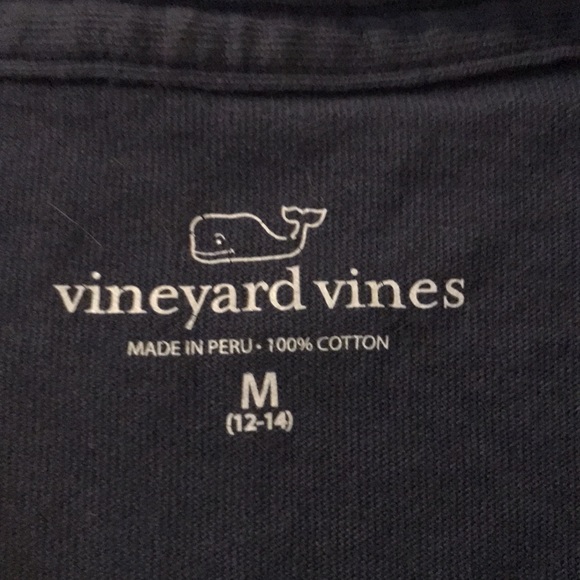 vineyard vines
MADE IN PERU • 100% COTTON
M
(12-14)